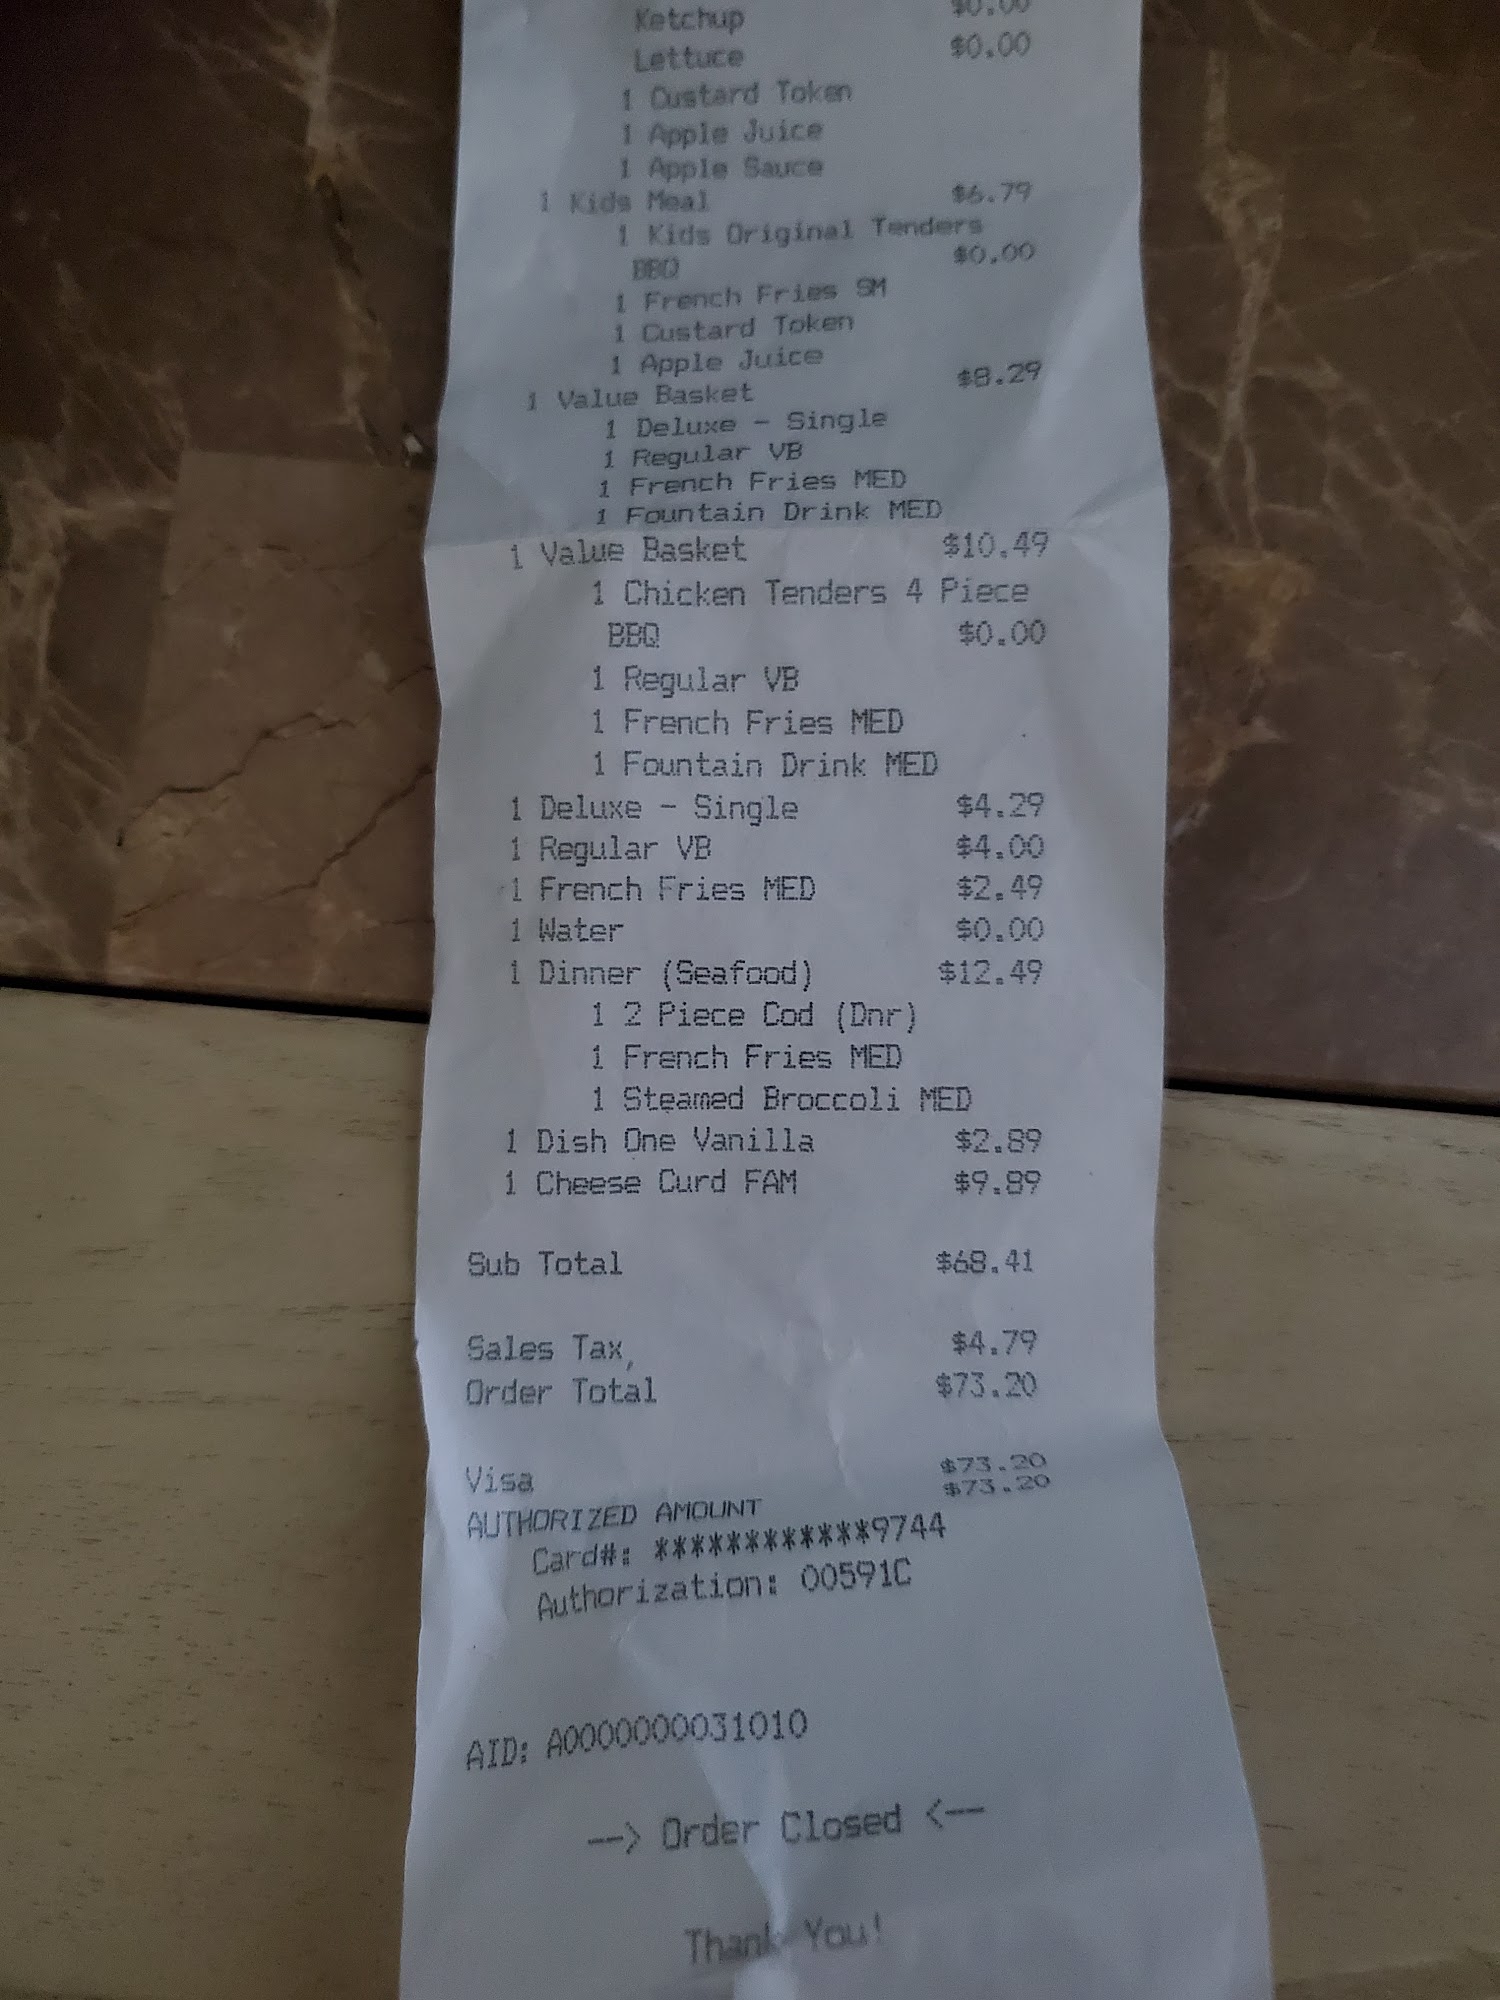 Ketchup $0.00
Lettuce $0.00
1 Custard Token
1 Apple Juice
1 Apple Sauce
1 Kids Meal $6.79
1 Kids Original Tenders
BBQ $0.00
1 French Fries SM
1 Custard Token
1 Apple Juice
1 Value Basket $8.29
1 Deluxe - Single
1 Regular VB
1 French Fries MED
1 Fountain Drink MED
1 Value Basket $10.49
1 Chicken Tenders 4 Piece
BBQ $0.00
1 Regular VB
1 French Fries MED
1 Fountain Drink MED
1 Deluxe - Single $4.29
1 Regular VB $4.00
1 French Fries MED $2.49
1 Water $0.00
1 Dinner (Seafood) $12.49
1 2 Piece Cod (Dnr)
1 French Fries MED
1 Steamed Broccoli MED
1 Dish One Vanilla $2.89
1 Cheese Curd FAM $9.89
Sub Total $68.41
Sales Tax, $4.79
Order Total $73.20
Visa $73.20
AUTHORIZED AMOUNT $73.20
Card#: ************9744
Authorization: 00591C
AID: A0000000031010
--> Order Closed <--
Thank You!